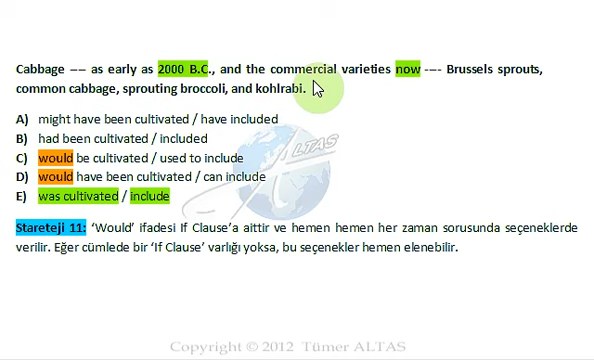 Cabbage ---- as early as 2000 B.C., and the commercial varieties now ---- Brussels sprouts,
common cabbage, sprouting broccoli, and kohlrabi.
A) might have been cultivated / have included
B) had been cultivated / included
C) would be cultivated / used to include
D) would have been cultivated / can include
E) was cultivated / include
Stareteji 11: ‘Would’ ifadesi If Clause’a aittir ve hemen hemen her zaman sorusunda seçeneklerde
verilir. Eğer cümlede bir ‘If Clause’ varlığı yoksa, bu seçenekler hemen elenebilir.
ALTAS
Copyright © 2012 Tümer ALTAS